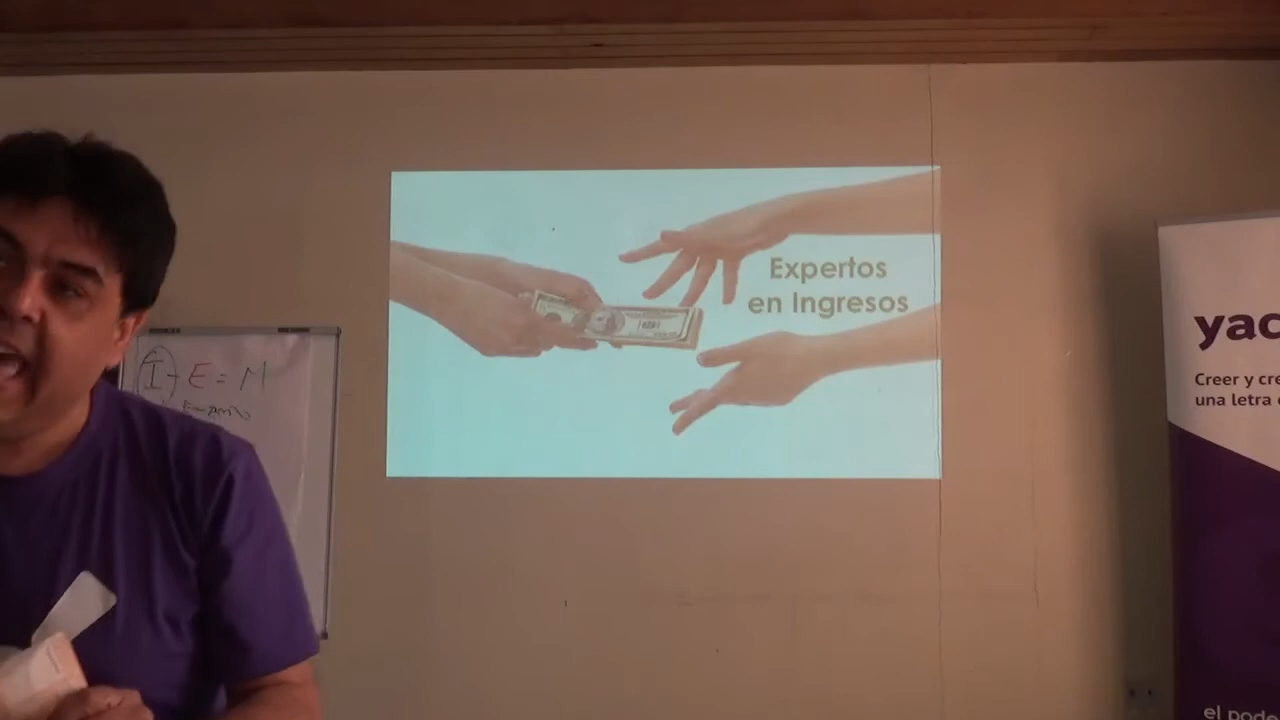 I - E = M
Expertos
en Ingresos
yac
Creer y cre
una letra
el pode